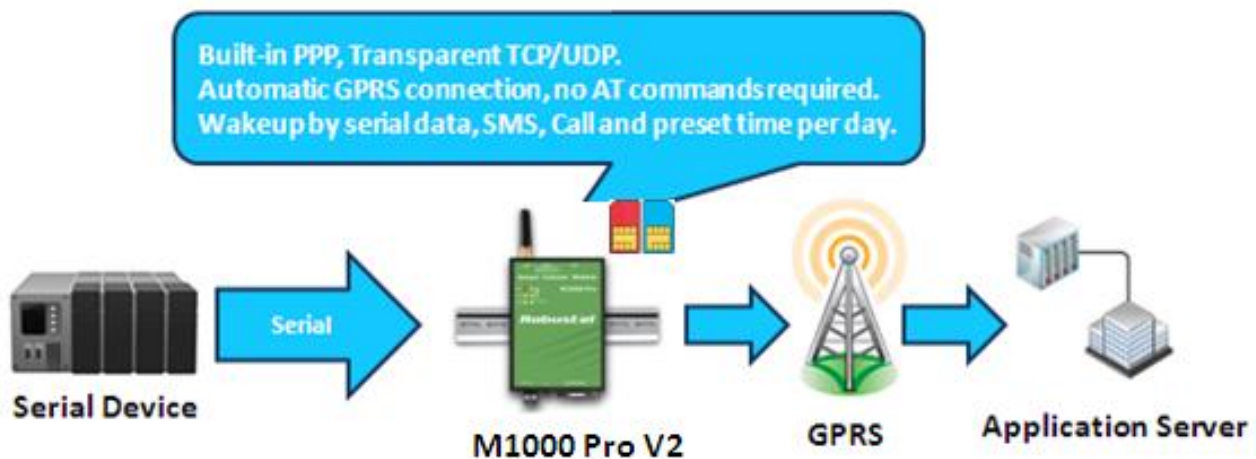 Built-in PPP, Transparent TCP/UDP.
Automatic GPRS connection, no AT commands required.
Wakeup by serial data, SMS, Call and preset time per day.
Serial
Robustel
Serial Device
M1000 Pro V2
GPRS
Application Server